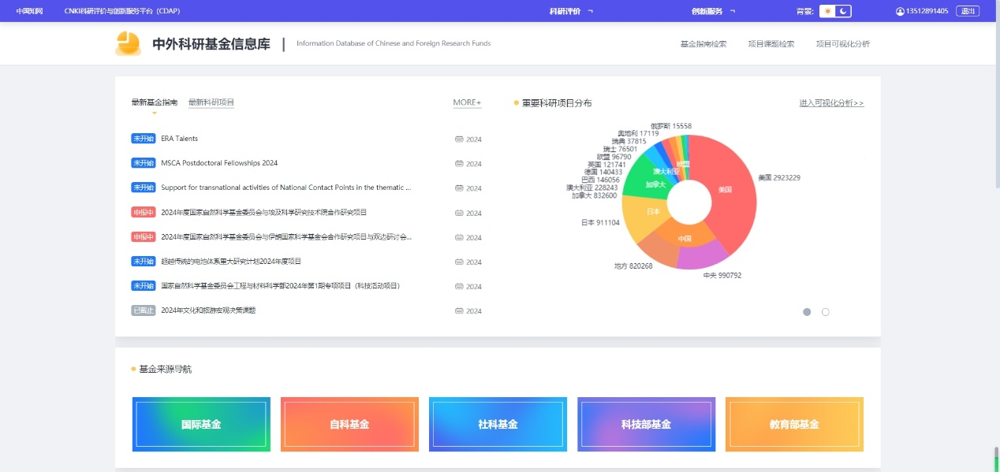 中国知网 CNKI科研评价与创新服务平台（CDAP） 科研评价 创新服务 背景: 13512891405 退出
中外科研基金信息库 | Information Database of Chinese and Foreign Research Funds 基金指南检索 项目课题检索 项目可视化分析
最新基金指南 最新科研项目 MORE+
未开始 ERA Talents 2024
未开始 MSCA Postdoctoral Fellowships 2024 2024
未开始 Support for transnational activities of National Contact Points in the thematic ... 2024
申报中 2024年度国家自然科学基金委员会与埃及科学研究技术院合作研究项目 2024
申报中 2024年度国家自然科学基金委员会与伊朗国家科学基金会合作研究项目与双边研讨会... 2024
未开始 超越传统的电池体系重大研究计划2024年度项目 2024
未开始 国家自然科学基金委员会工程与材料科学部2024年第1期专项项目（科技活动项目） 2024
已截止 2024年文化和旅游宏观决策课题 2024
重要科研项目分布 进入可视化分析>>
俄罗斯 15558
奥地利 17119
瑞典 37815
瑞士 76501
欧盟 96790
英国 121741
德国 140433
巴西 146056
澳大利亚 228243
加拿大 832600
日本 911104
地方 820268
中央 990792
美国 2923229
欧盟
澳大利亚
加拿大
日本
中国
美国
基金来源导航
国际基金 自科基金 社科基金 科技部基金 教育部基金